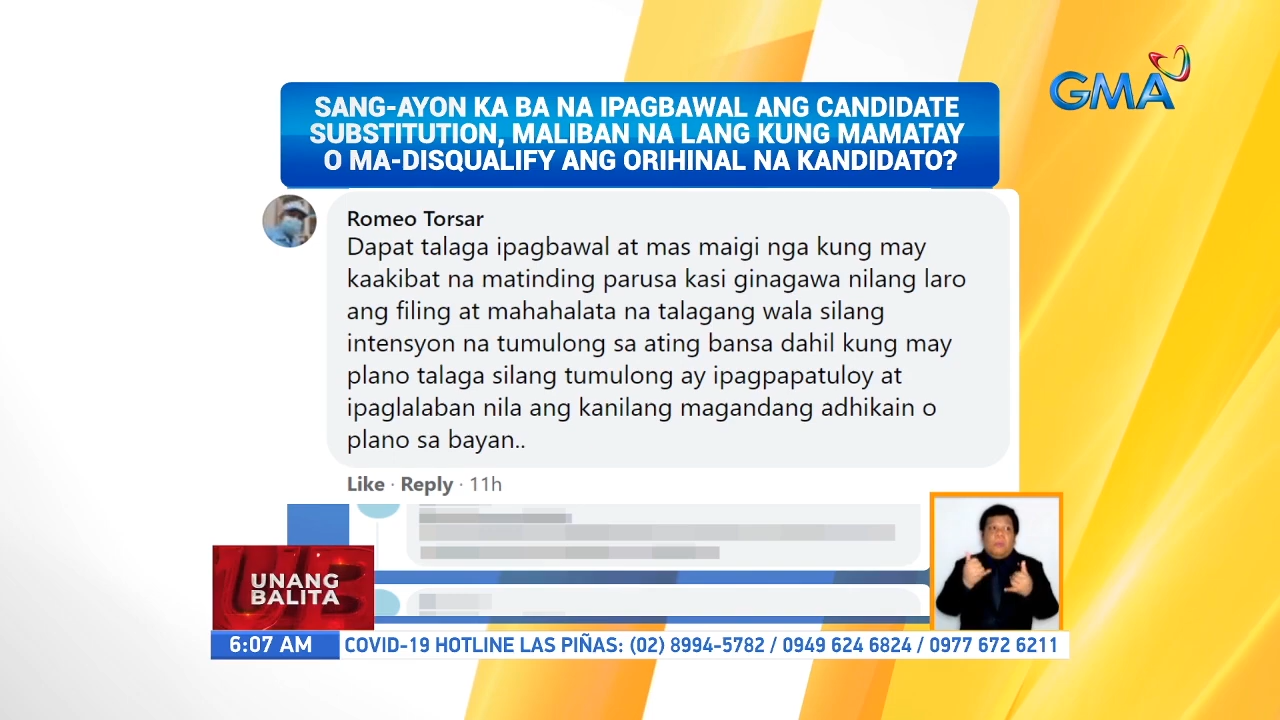 GMA
SANG-AYON KA BA NA IPAGBAWAL ANG CANDIDATE
SUBSTITUTION, MALIBAN NA LANG KUNG MAMATAY
O MA-DISQUALIFY ANG ORIHINAL NA KANDIDATO?
Romeo Torsar
Dapat talaga ipagbawal at mas maigi nga kung may
kaakibat na matinding parusa kasi ginagawa nilang laro
ang filing at mahahalata na talagang wala silang
intensyon na tumulong sa ating bansa dahil kung may
plano talaga silang tumulong ay ipagpapatuloy at
ipaglalaban nila ang kanilang magandang adhikain o
plano sa bayan..
Like · Reply · 11h
UB
UNANG
BALITA
6:07 AM COVID-19 HOTLINE LAS PIÑAS: (02) 8994-5782 / 0949 624 6824 / 0977 672 6211